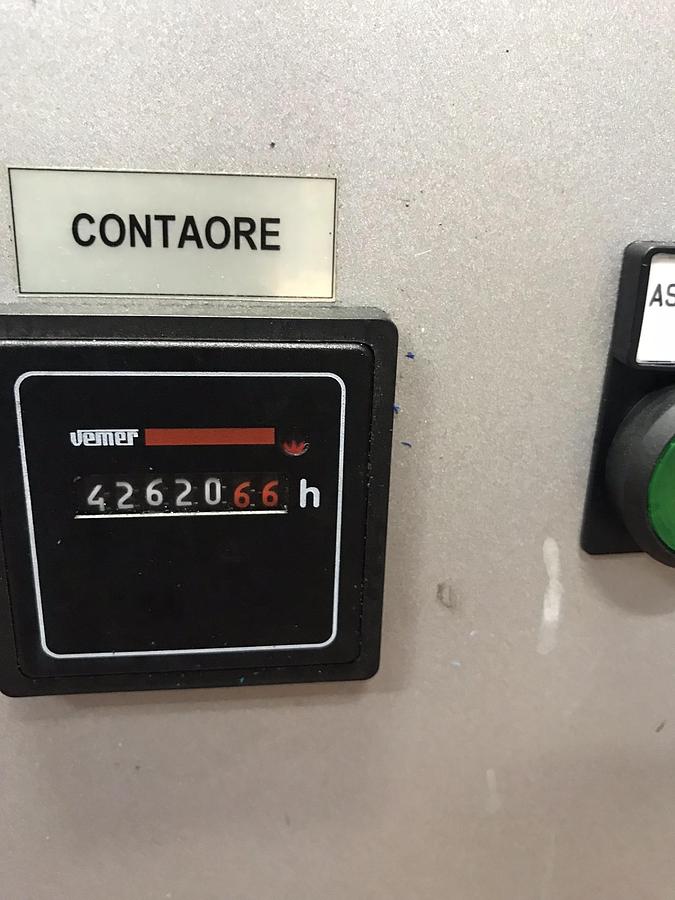 CONTAORE
AS
vemer
4262066 h